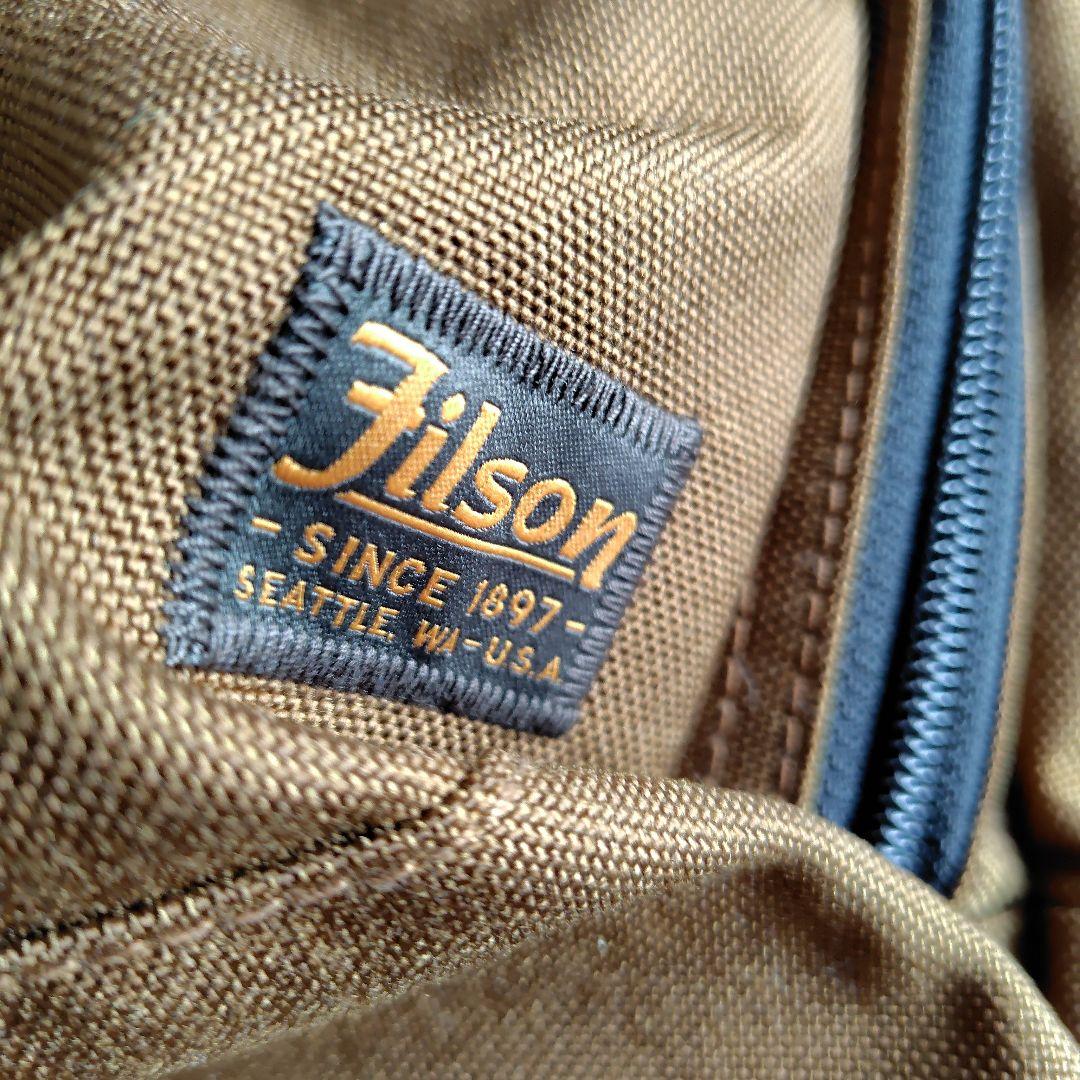 Filson
- SINCE 1897 -
SEATTLE, WA - U.S.A